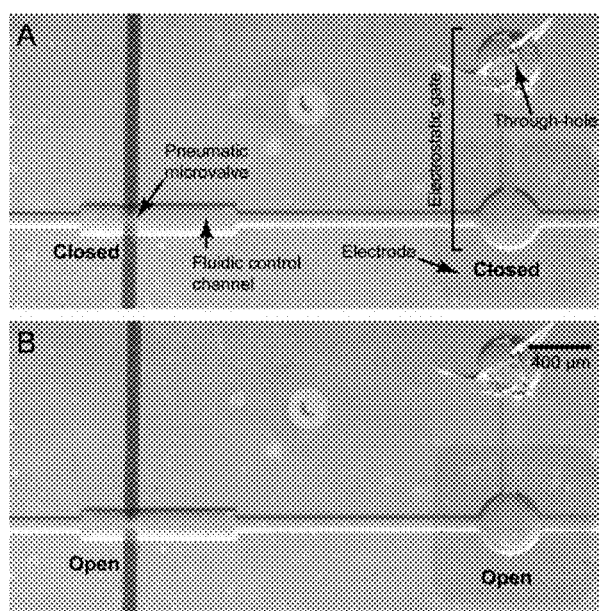 A
Electrostatic gate
Through-hole
Pneumatic
microvalve
Closed
Fluidic control
channel
Electrode
Closed
B
400 µm
Open
Open